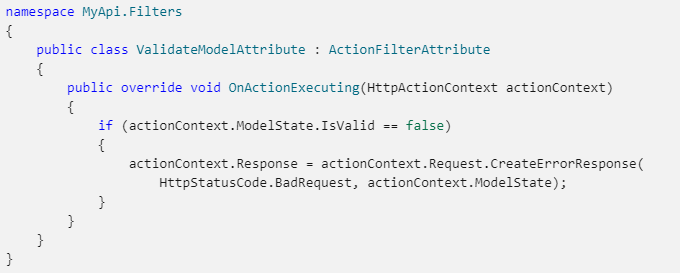 namespace MyApi.Filters
{
    public class ValidateModelAttribute : ActionFilterAttribute
    {
        public override void OnActionExecuting(HttpActionContext actionContext)
        {
            if (actionContext.ModelState.IsValid == false)
            {
                actionContext.Response = actionContext.Request.CreateErrorResponse(
                    HttpStatusCode.BadRequest, actionContext.ModelState);
            }
        }
    }
}